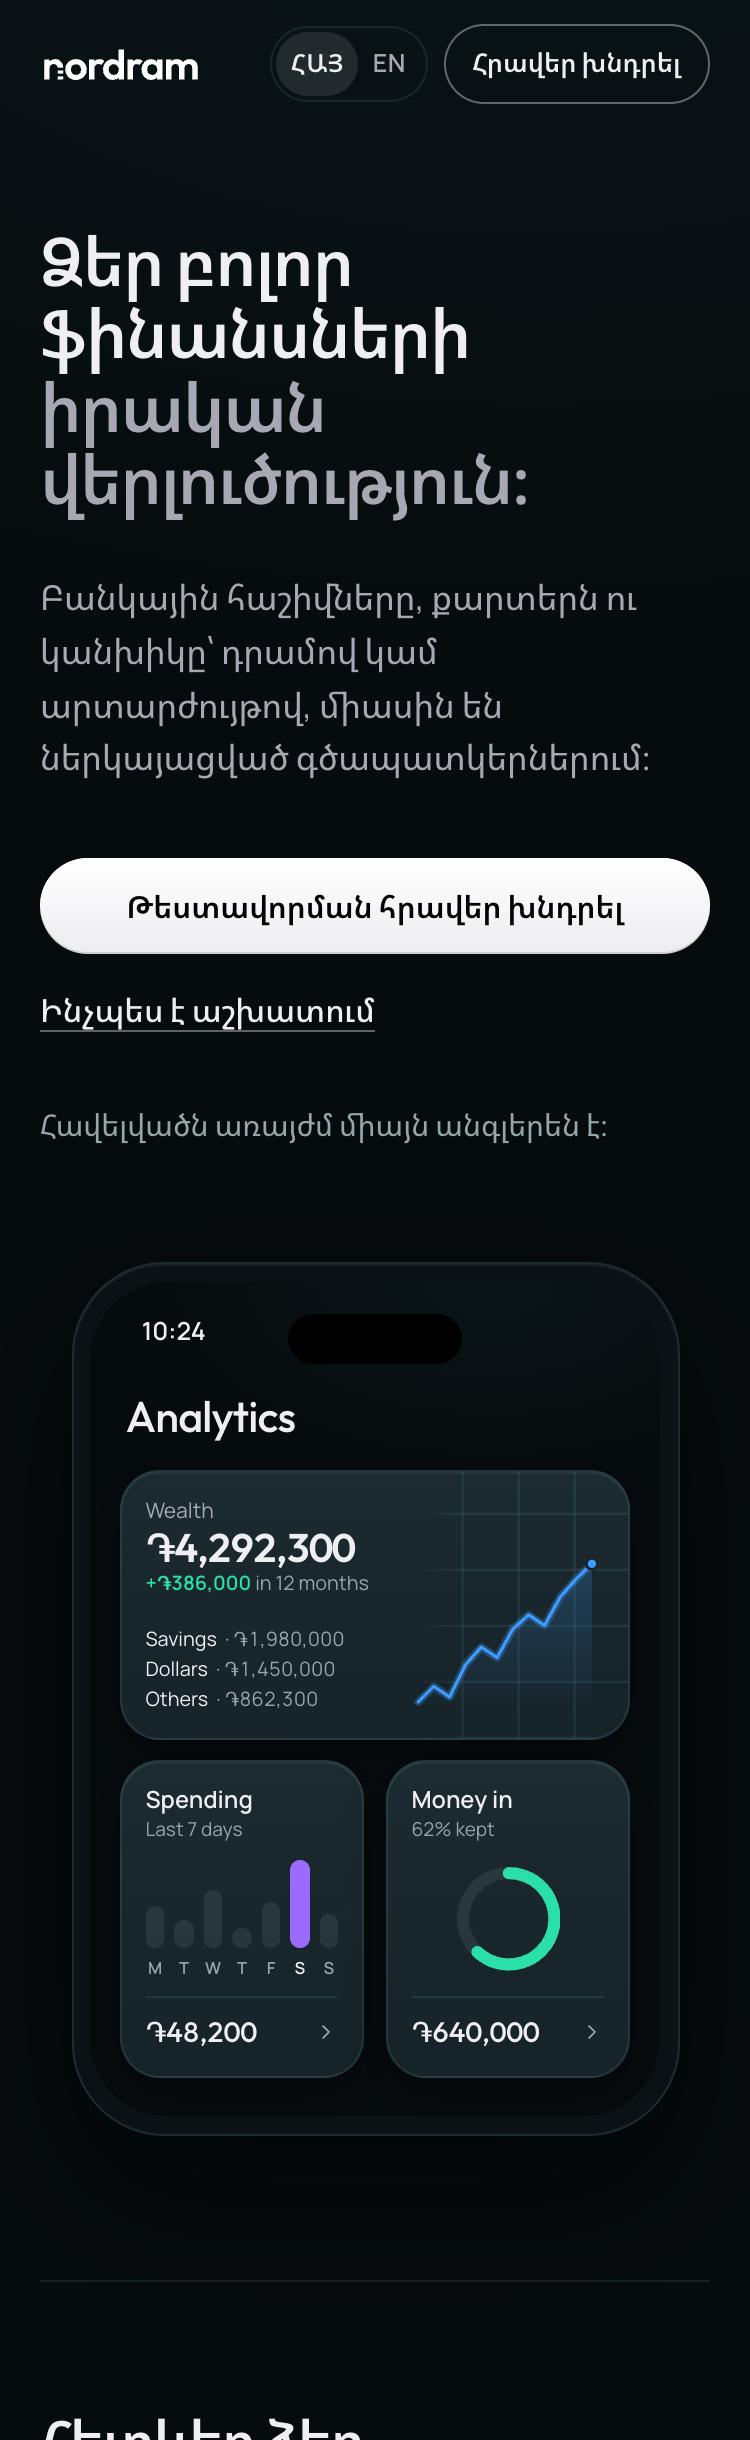 nordram
ՀԱՅ EN
Հրավեր խնդրել
Ձեր բոլոր
ֆինանսների
իրական
վերլուծություն։
Բանկային հաշիվները, քարտերն ու
կանխիկը՝ դրամով կամ
արտարժույթով, միասին են
ներկայացված գծապատկերներում։
Թեստավորման հրավեր խնդրել
Ինչպես է աշխատում
Հավելվածն առայժմ միայն անգլերեն է։
10:24
Analytics
Wealth
֏4,292,300
+֏386,000 in 12 months
Savings · ֏1,980,000
Dollars · ֏1,450,000
Others · ֏862,300
Spending
Last 7 days
M T W T F S S
֏48,200
Money in
62% kept
֏640,000